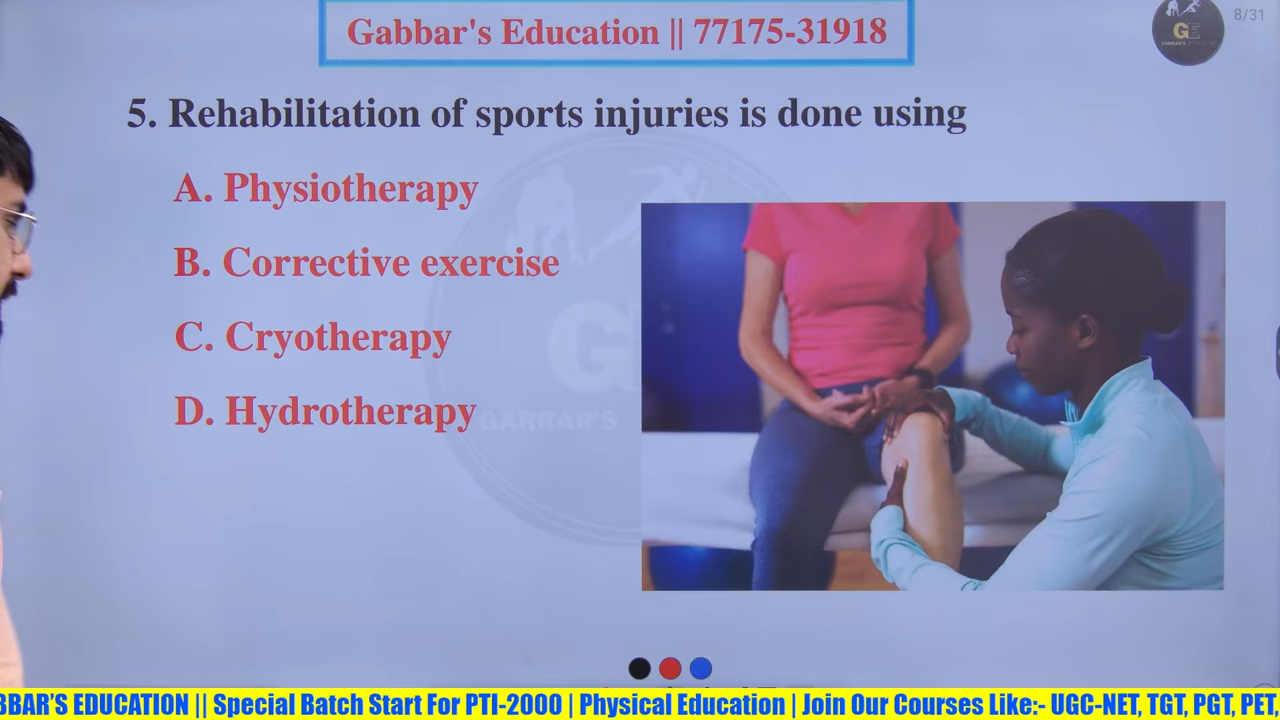 Gabbar's Education || 77175-31918
GE
8/31
5. Rehabilitation of sports injuries is done using
A. Physiotherapy
B. Corrective exercise
C. Cryotherapy
D. Hydrotherapy
G
GARRAR'S
BBAR'S EDUCATION || Special Batch Start For PTI-2000 | Physical Education | Join Our Courses Like:- UGC-NET, TGT, PGT, PET.